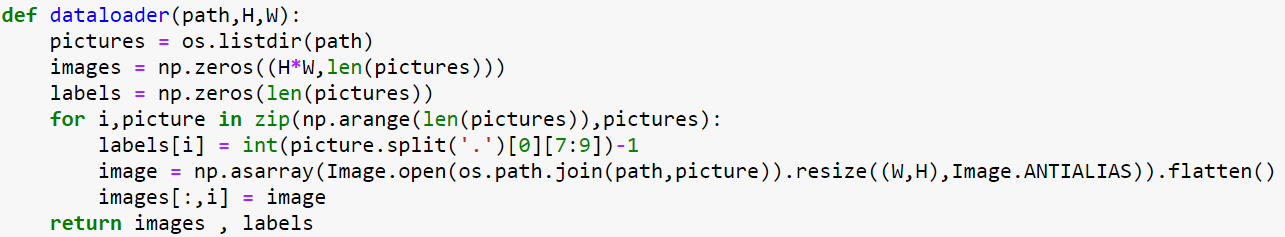 def dataloader(path,H,W):
    pictures = os.listdir(path)
    images = np.zeros((H*W,len(pictures)))
    labels = np.zeros(len(pictures))
    for i,picture in zip(np.arange(len(pictures)),pictures):
        labels[i] = int(picture.split('.')[0][7:9])-1
        image = np.asarray(Image.open(os.path.join(path,picture)).resize((W,H),Image.ANTIALIAS)).flatten()
        images[:,i] = image
    return images , labels